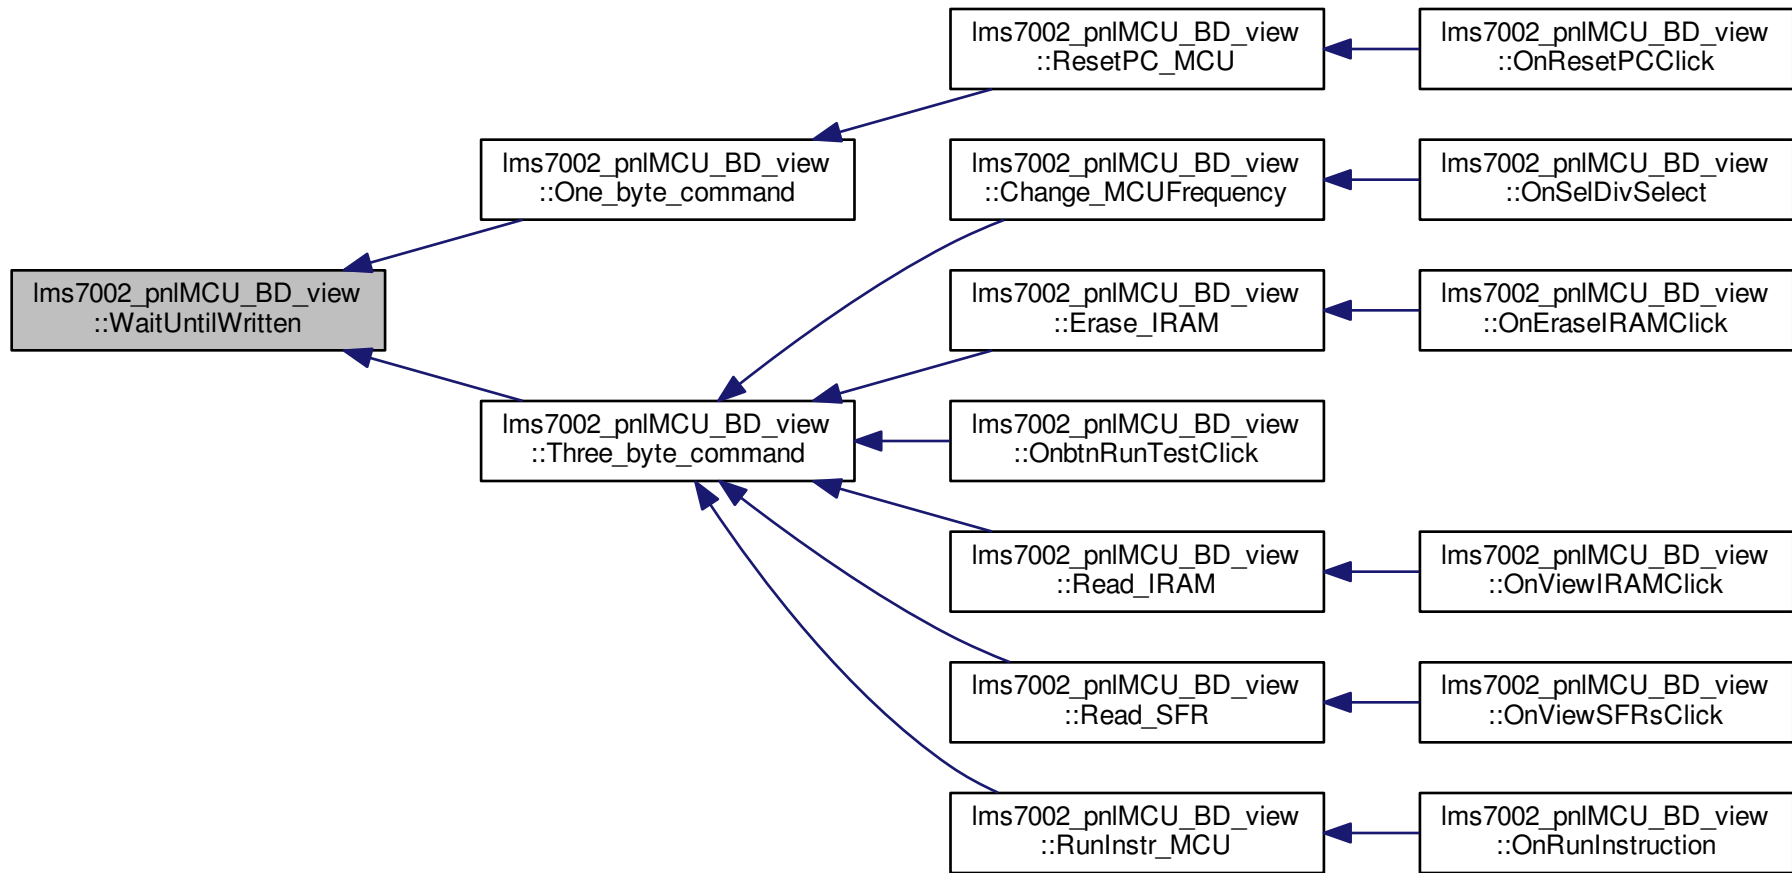 lms7002_pnlMCU_BD_view
::WaitUntilWritten
lms7002_pnlMCU_BD_view
::One_byte_command
lms7002_pnlMCU_BD_view
::Three_byte_command
lms7002_pnlMCU_BD_view
::ResetPC_MCU
lms7002_pnlMCU_BD_view
::Change_MCUFrequency
lms7002_pnlMCU_BD_view
::Erase_IRAM
lms7002_pnlMCU_BD_view
::OnbtnRunTestClick
lms7002_pnlMCU_BD_view
::Read_IRAM
lms7002_pnlMCU_BD_view
::Read_SFR
lms7002_pnlMCU_BD_view
::RunInstr_MCU
lms7002_pnlMCU_BD_view
::OnResetPCClick
lms7002_pnlMCU_BD_view
::OnSelDivSelect
lms7002_pnlMCU_BD_view
::OnEraseIRAMClick
lms7002_pnlMCU_BD_view
::OnViewIRAMClick
lms7002_pnlMCU_BD_view
::OnViewSFRsClick
lms7002_pnlMCU_BD_view
::OnRunInstruction